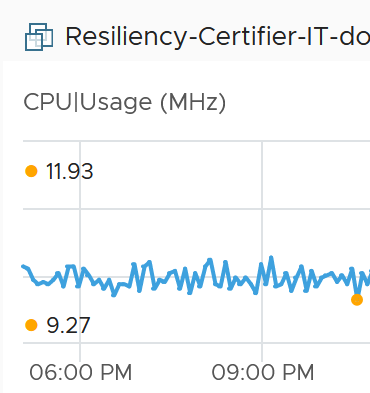 Resiliency-Certifier-IT-do
CPU|Usage (MHz)
11.93
9.27
06:00 PM 09:00 PM